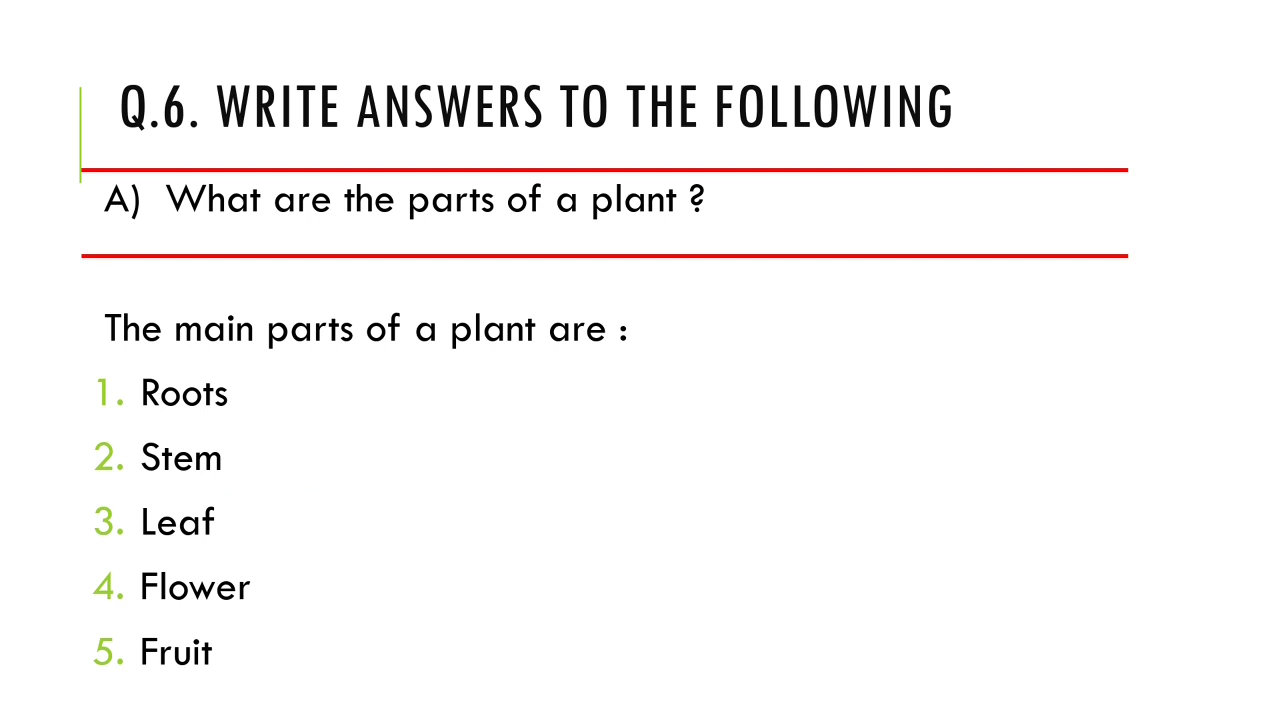 Q.6. WRITE ANSWERS TO THE FOLLOWING
A) What are the parts of a plant ?
The main parts of a plant are :
1. Roots
2. Stem
3. Leaf
4. Flower
5. Fruit